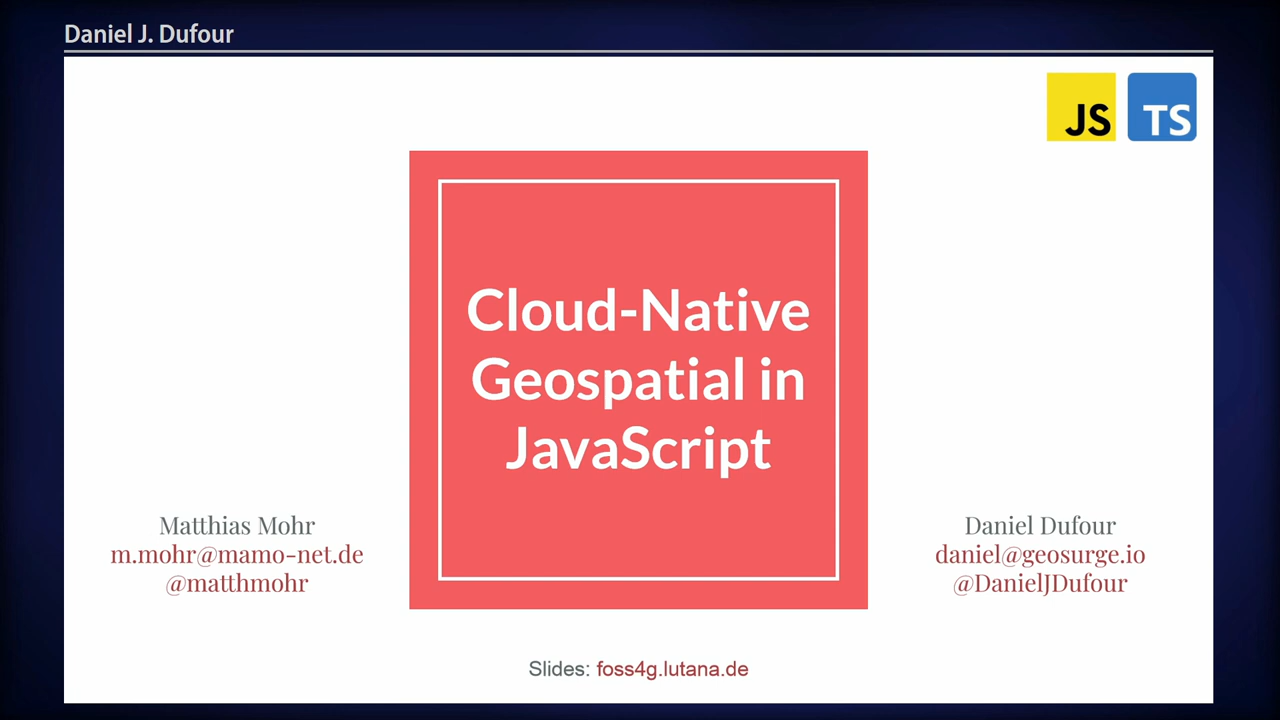 Daniel J. Dufour
JS TS
Cloud-Native
Geospatial in
JavaScript
Matthias Mohr
m.mohr@mamo-net.de
@matthmohr
Daniel Dufour
daniel@geosurge.io
@DanielJDufour
Slides: foss4g.lutana.de